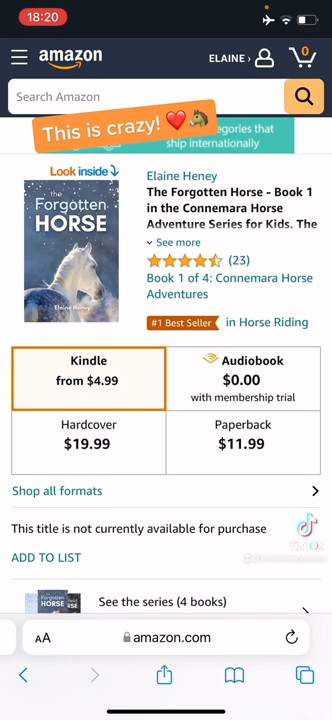 18:20
amazon
ELAINE ›
0
Search Amazon
This is crazy! ❤️🐴
egories that
ship internationally
Look inside
the
Forgotten
HORSE
Elaine Heney
Elaine Heney
The Forgotten Horse - Book 1
in the Connemara Horse
Adventure Series for Kids. The
See more
(23)
Book 1 of 4: Connemara Horse
Adventures
#1 Best Seller
in Horse Riding
Kindle
from $4.99
Audiobook
$0.00
with membership trial
Hardcover
$19.99
Paperback
$11.99
Shop all formats
This title is not currently available for purchase
TikTok
ADD TO LIST
Forgotten
HORSE
See the series (4 books)
AA
amazon.com